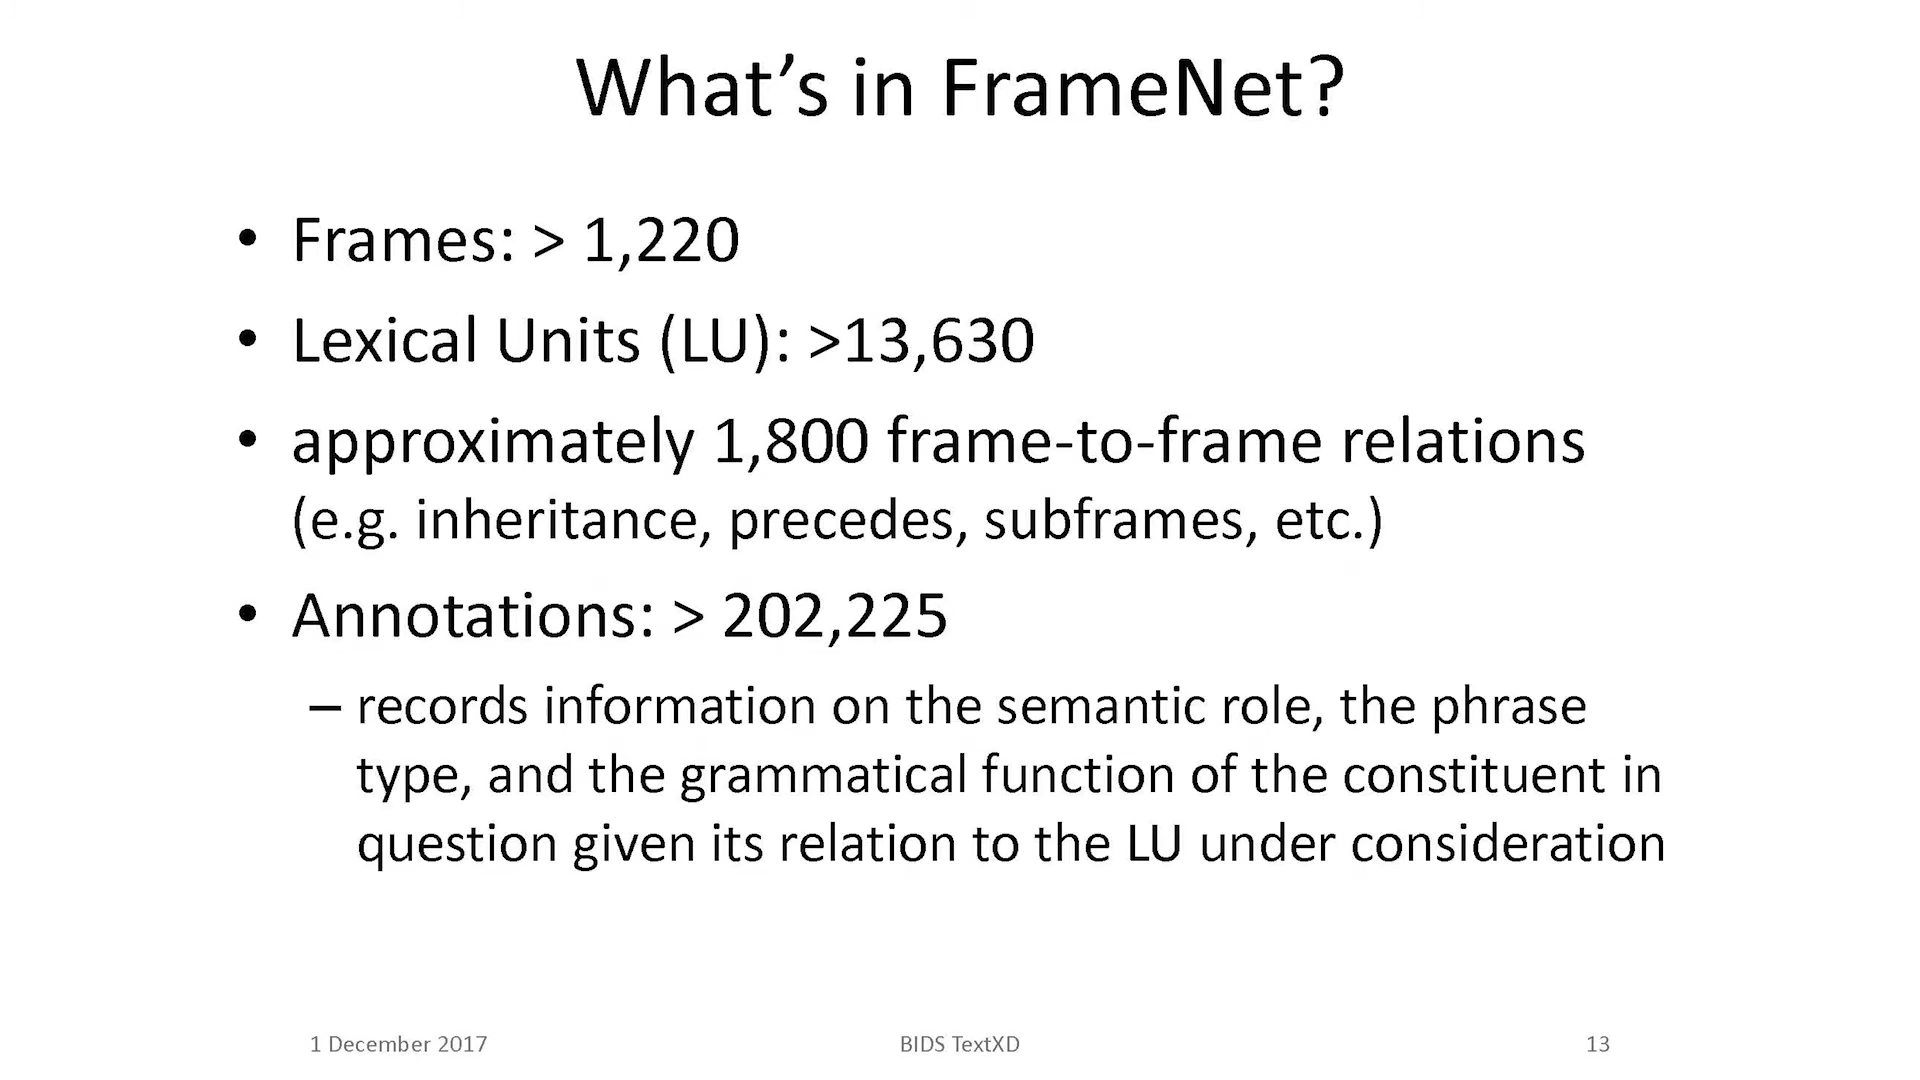 What’s in FrameNet?
• Frames: > 1,220
• Lexical Units (LU): >13,630
• approximately 1,800 frame-to-frame relations
(e.g. inheritance, precedes, subframes, etc.)
• Annotations: > 202,225
– records information on the semantic role, the phrase
type, and the grammatical function of the constituent in
question given its relation to the LU under consideration
1 December 2017
BIDS TextXD
13